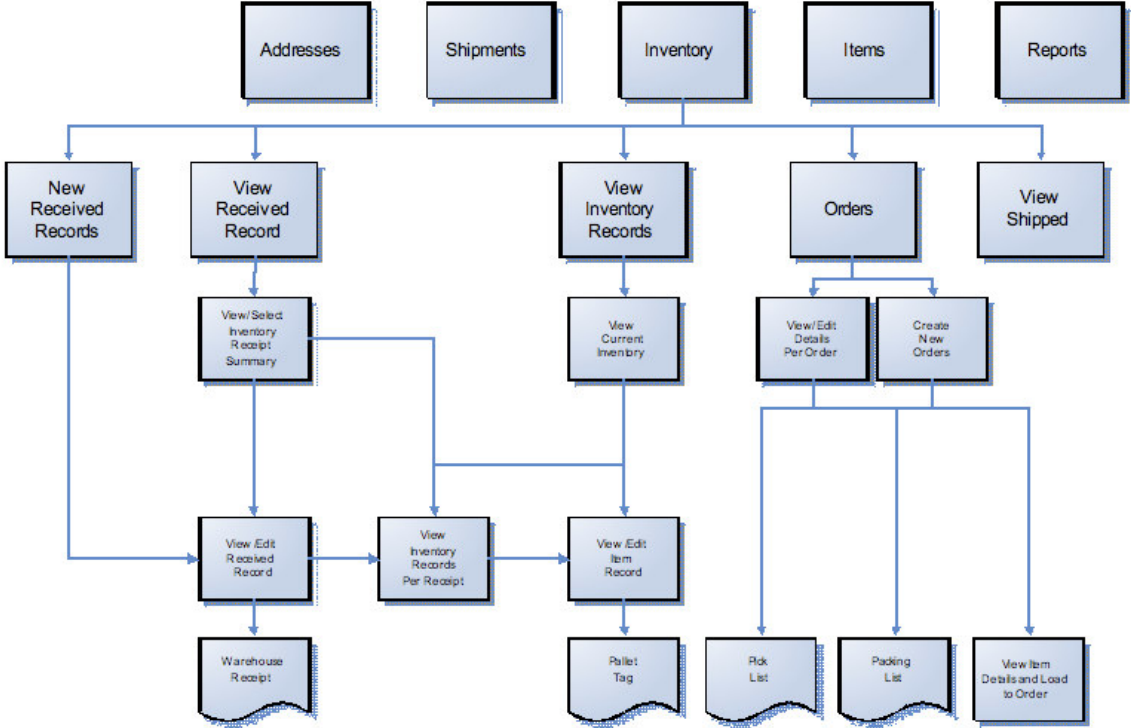 Addresses
Shipments
Inventory
Items
Reports
New
Received
Records
View
Received
Record
View
Inventory
Records
Orders
View
Shipped
View/Select
Inventory
Receipt
Summary
View
Current
Inventory
View/Edit
Details
Per Order
Create
New
Orders
View/Edit
Received
Record
View
Inventory
Records
Per Receipt
View/Edit
Item
Record
Warehouse
Receipt
Pallet
Tag
Pick
List
Packing
List
View Item
Details and Load
to Order